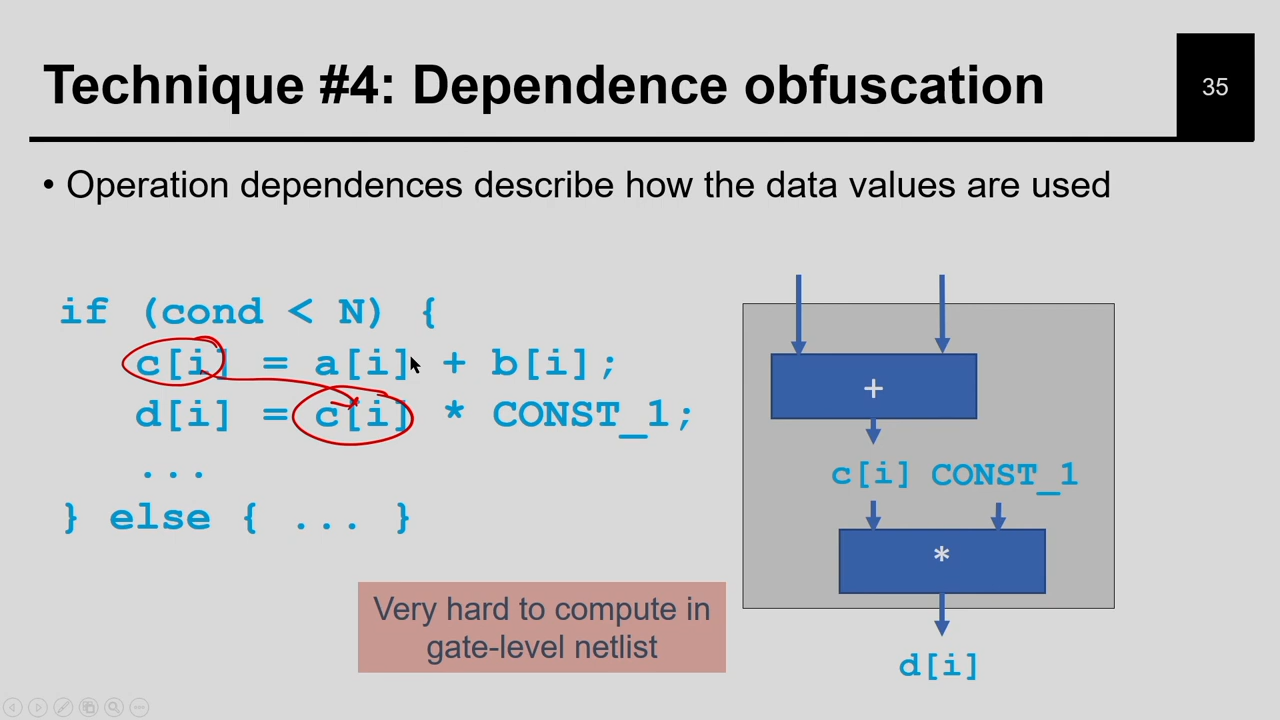 Technique #4: Dependence obfuscation
35
• Operation dependences describe how the data values are used
if (cond < N) {
c[i] = a[i] + b[i];
d[i] = c[i] * CONST_1;
...
} else { ... }
+
c[i] CONST_1
*
d[i]
Very hard to compute in
gate-level netlist